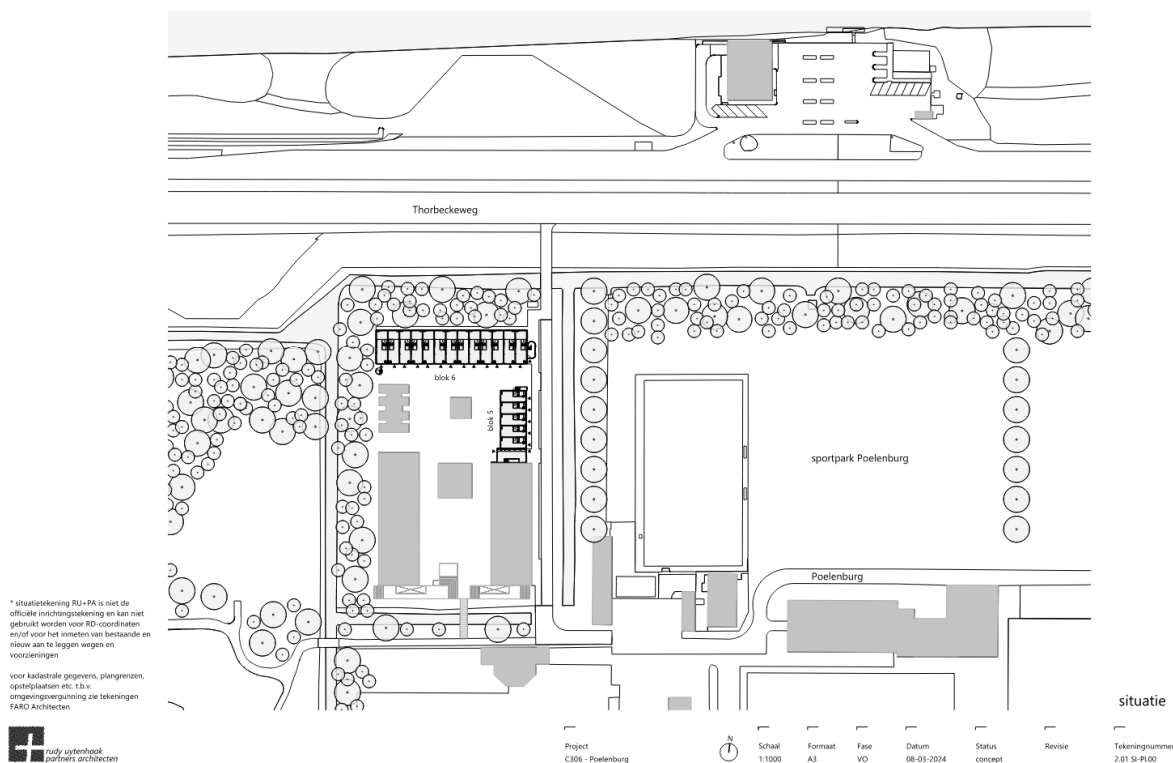 Thorbeckeweg
blok 6
blok 5
sportpark Poelenburg
Poelenburg
* situatietekening RU+PA is niet de
officiële inrichtingstekening en kan niet
gebruikt worden voor RD-coordinaten
en/of voor het inmeten van bestaande en
nieuw aan te leggen wegen en
voorzieningen
voor kadastrale gegevens, plangrenzen,
opstelplaatsen etc. t.b.v.
omgevingsvergunning zie tekeningen
FARO Architecten
situatie
rudy uytenhaak
partners architecten
Project
C306 - Poelenburg
N
Schaal
1:1000
Formaat
A3
Fase
VO
Datum
08-03-2024
Status
concept
Revisie
Tekeningnummer
2.01 SI-PL00